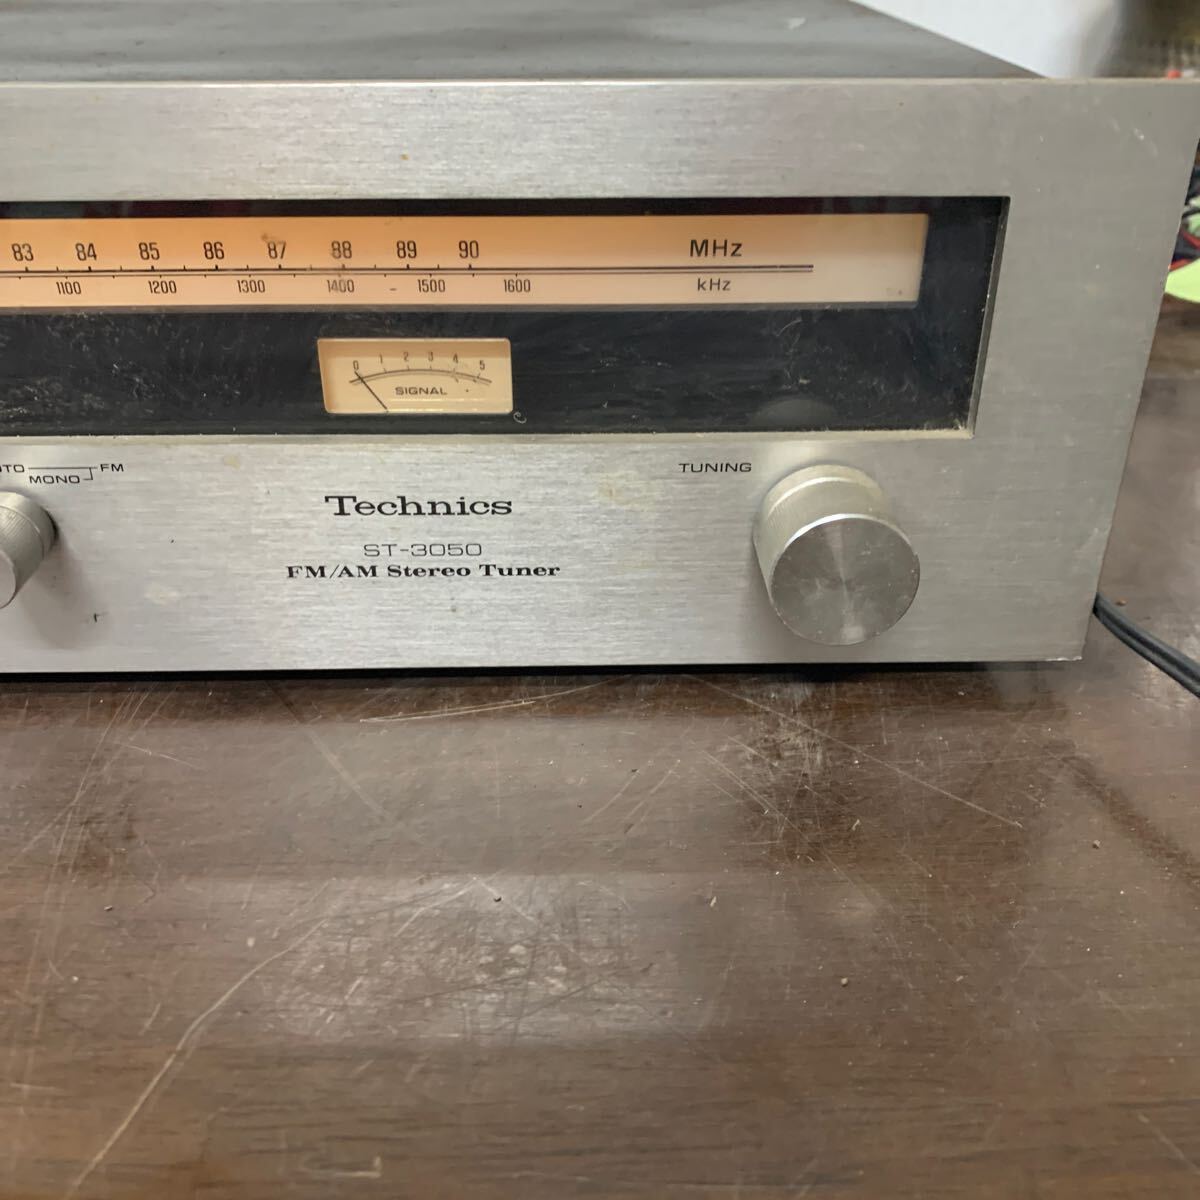 83 84 85 86 87 88 89 90 MHz
1100 1200 1300 1400 1500 1600 kHz
0 1 2 3 4 5
SIGNAL
FM
MONO
TUNING
Technics
ST-3050
FM/AM Stereo Tuner